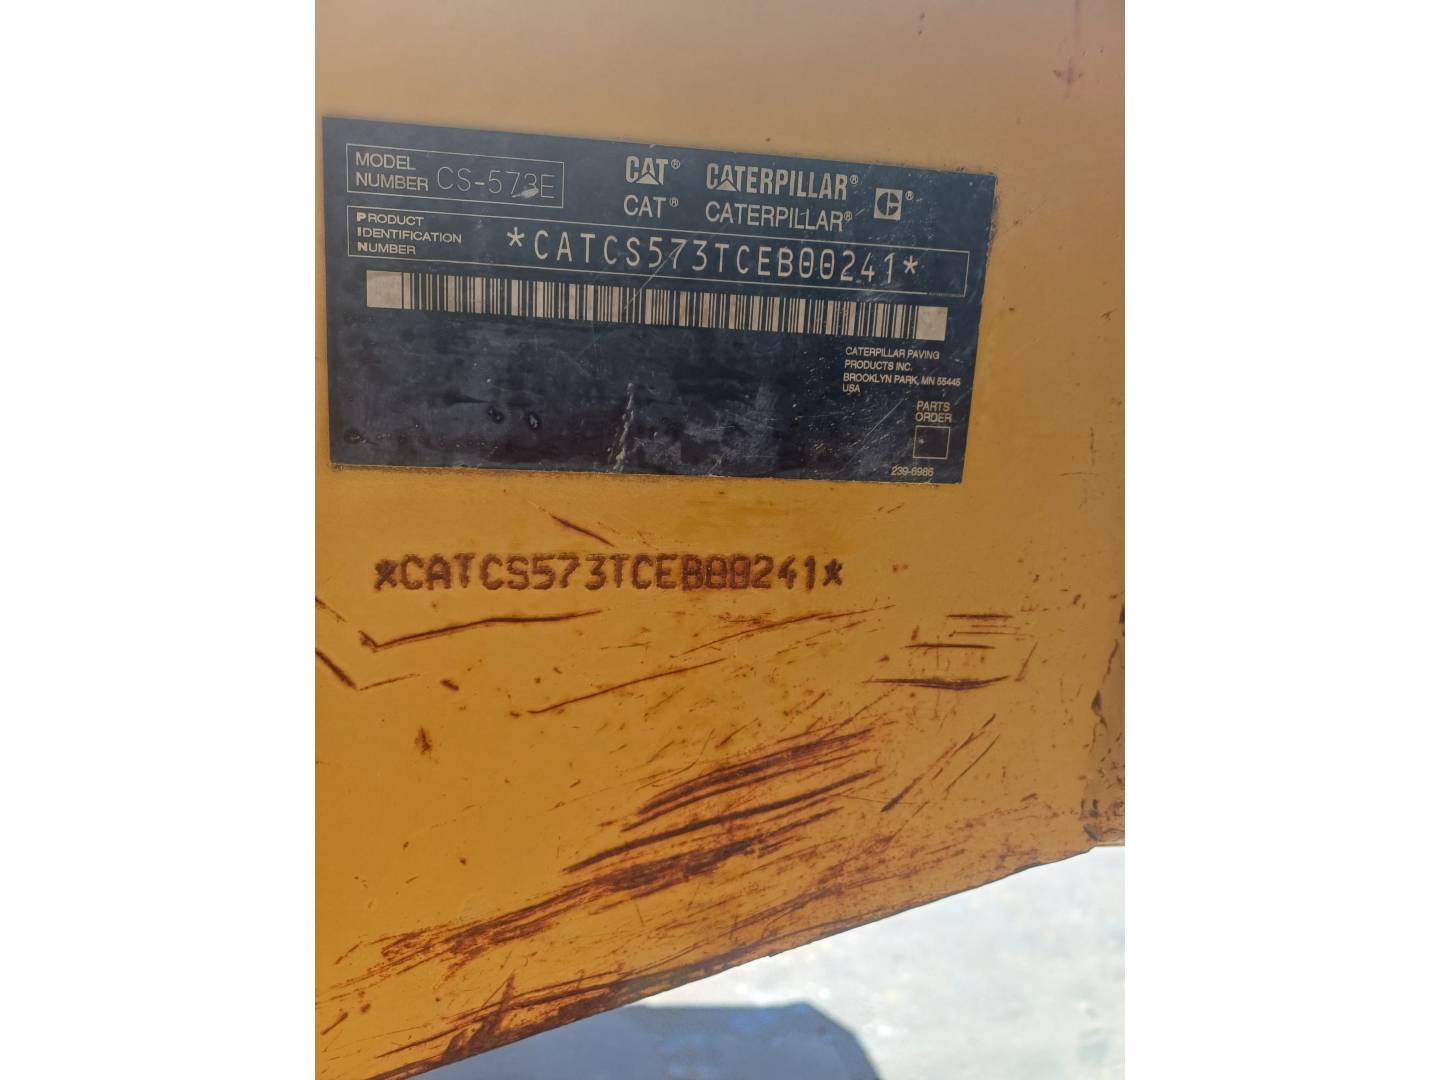 MODEL
NUMBER CS-573E
CAT® CATERPILLAR® ®
CAT® CATERPILLAR®
PRODUCT
IDENTIFICATION
NUMBER
*CATCS573TCEB00241*
CATERPILLAR PAVING
PRODUCTS INC.
BROOKLYN PARK, MN 55445
USA
PARTS
ORDER
239-6986
*CATCS573TCEB00241*